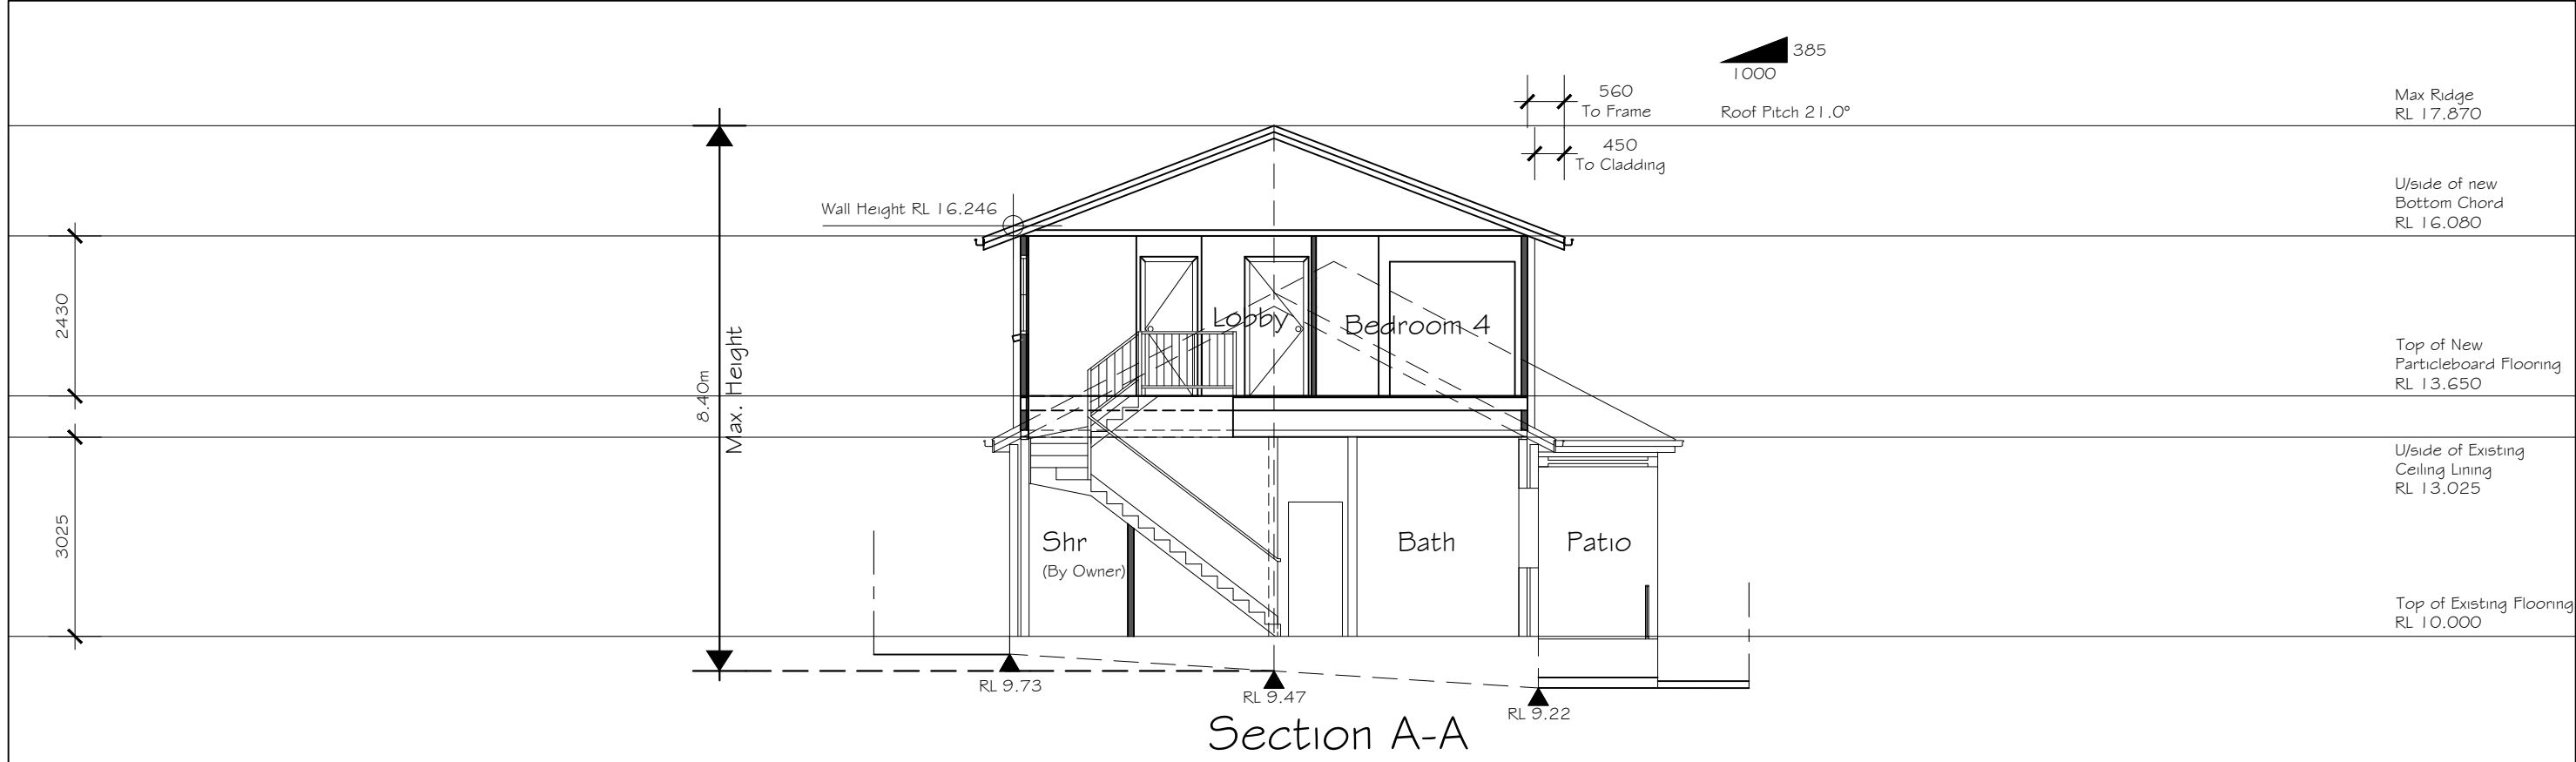 385
1000
560
To Frame
Roof Pitch 21.0°
Max Ridge
RL 17.870
450
To Cladding
Wall Height RL 16.246
U/side of new
Bottom Chord
RL 16.080
2430
8.40m
Max. Height
Lobby
Bedroom 4
Top of New
Particleboard Flooring
RL 13.650
U/side of Existing
Ceiling Lining
RL 13.025
3025
Shr
(By Owner)
Bath
Patio
Top of Existing Flooring
RL 10.000
RL 9.73
RL 9.47
RL 9.22
Section A-A